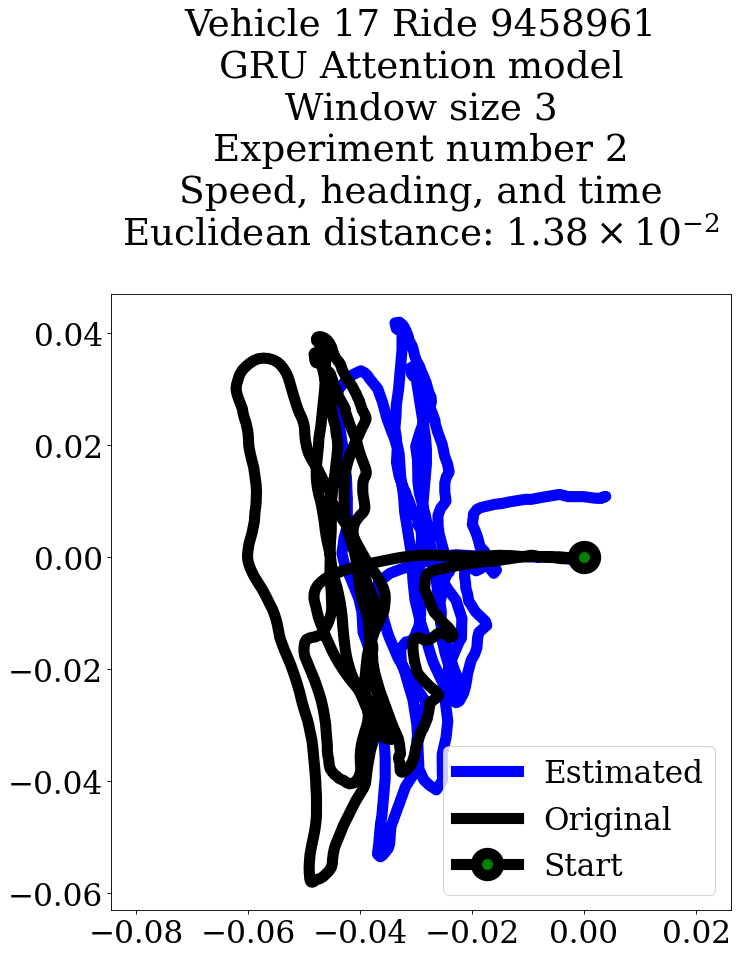 Vehicle 17 Ride 9458961
GRU Attention model
Window size 3
Experiment number 2
Speed, heading, and time
Euclidean distance: 1.38 × 10⁻²
0.04
0.02
0.00
−0.02
−0.04
−0.06
Estimated
Original
Start
−0.08 −0.06 −0.04 −0.02 0.00 0.02